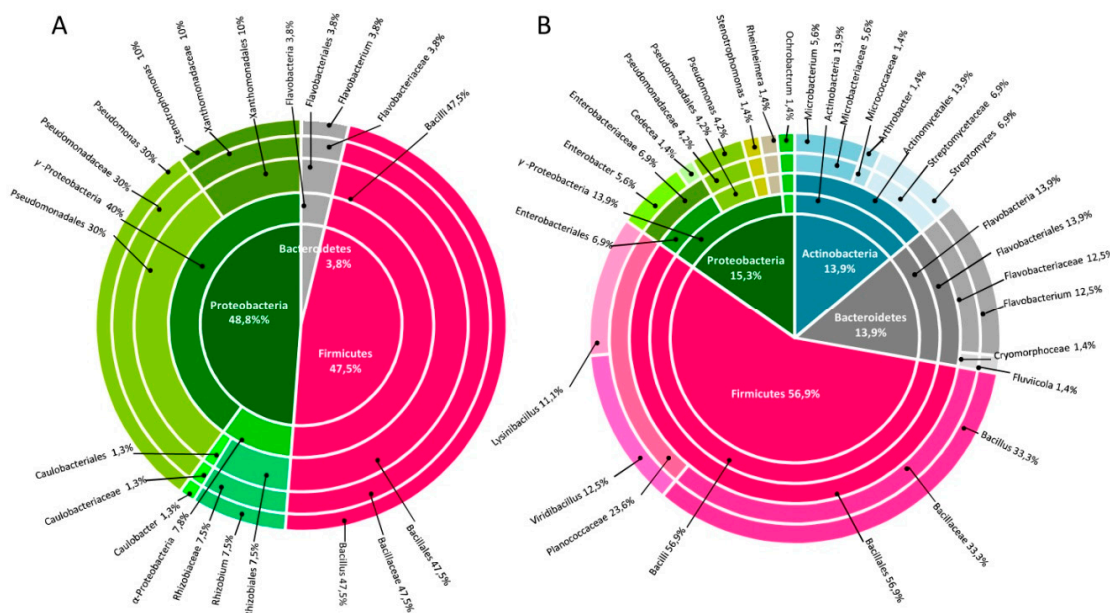 A
Stenotrophomonas 10%
Xanthomonadaceae 10%
Xantomonadales 10%
Flavobacteria 3,8%
Flavobacteriales 3,8%
Flavobacterium 3,8%
Flavobacteriaceae 3,8%
Bacilli 47,5%
Pseudomonas 30%
Pseudomonadaceae 30%
γ -Proteobacteria 40%
Pseudomonadales 30%
Bacteroidetes
3,8%
Proteobacteria
48,8%%
Firmicutes
47,5%
Caulobacteriales 1,3%
Caulobacteriaceae 1,3%
Caulobacter 1,3%
α-Proteobacteria 7,8%
Rhizobiaceae 7,5%
Rhizobium 7,5%
Rhizobiales 7,5%
Bacillus 47,5%
Bacillaceae 47,5%
Bacillales 47,5%
B
Enterobacteriales 6,9%
γ -Proteobacteria 13,9%
Enterobacter 5,6%
Enterobacteriaceae 6,9%
Cedecea 1,4%
Pseudomonadaceae 4,2%
Pseudomonadales 4,2%
Pseudomonas 4,2%
Stenotrophomonas 1,4%
Rheinheimera 1,4%
Ochrobactrum 1,4%
Microbacterium 5,6%
Actinobacteria 13,9%
Microbacteriaceae 5,6%
Micrococcaceae 1,4%
Arthrobacter 1,4%
Actinomycetales 13,9%
Streptomycetaceae 6,9%
Streptomyces 6,9%
Flavobacteria 13,9%
Flavobacteriales 13,9%
Flavobacteriaceae 12,5%
Flavobacterium 12,5%
Cryomorphoceae 1,4%
Fluviicola 1,4%
Proteobacteria
15,3%
Actinobacteria
13,9%
Bacteroidetes
13,9%
Firmicutes 56,9%
Lysinibacillus 11,1%
Viridibacillus 12,5%
Planococcaceae 23,6%
Bacilli 56,9%
Baciliales 56,9%
Bacillaceae 33,3%
Bacillus 33,3%